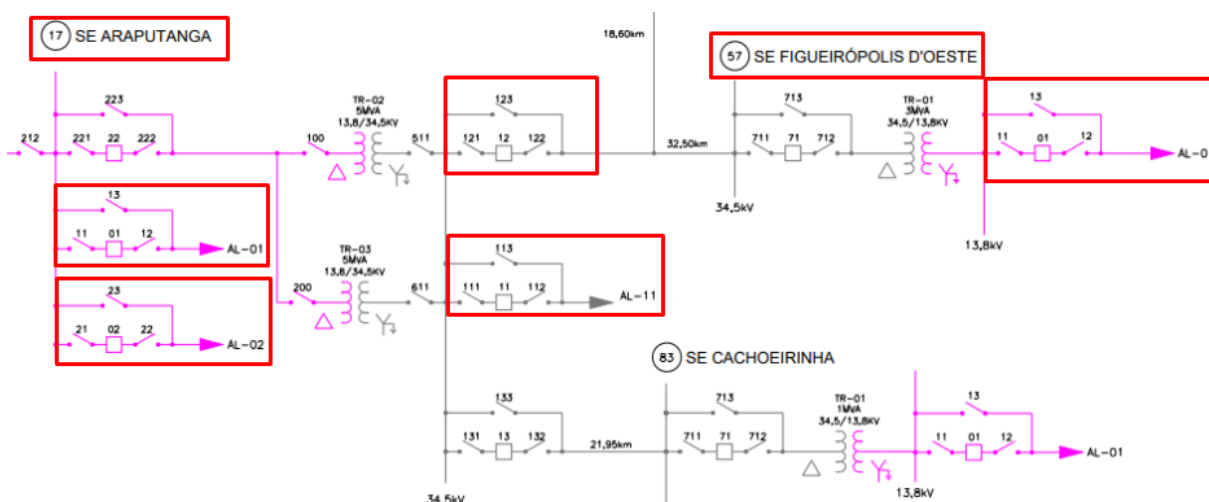 17 SE ARAPUTANGA
18,60km
57 SE FIGUEIRÓPOLIS D'OESTE
223
212
221 22 222
100
TR-02
5MVA
13,8/34,5KV
511
123
121 12 122
32,50km
713
711 71 712
TR-01
3MVA
34,5/13,8KV
13
11 01 12
AL-0
34,5kV
13,8kV
13
11 01 12
AL-01
23
21 02 22
AL-02
200
TR-03
5MVA
13,8/34,5KV
611
113
111 11 112
AL-11
83 SE CACHOEIRINHA
133
131 13 132
21,95km
713
711 71 712
TR-01
1MVA
34,5/13,8KV
13
11 01 12
AL-01
34,5kV
13,8kV